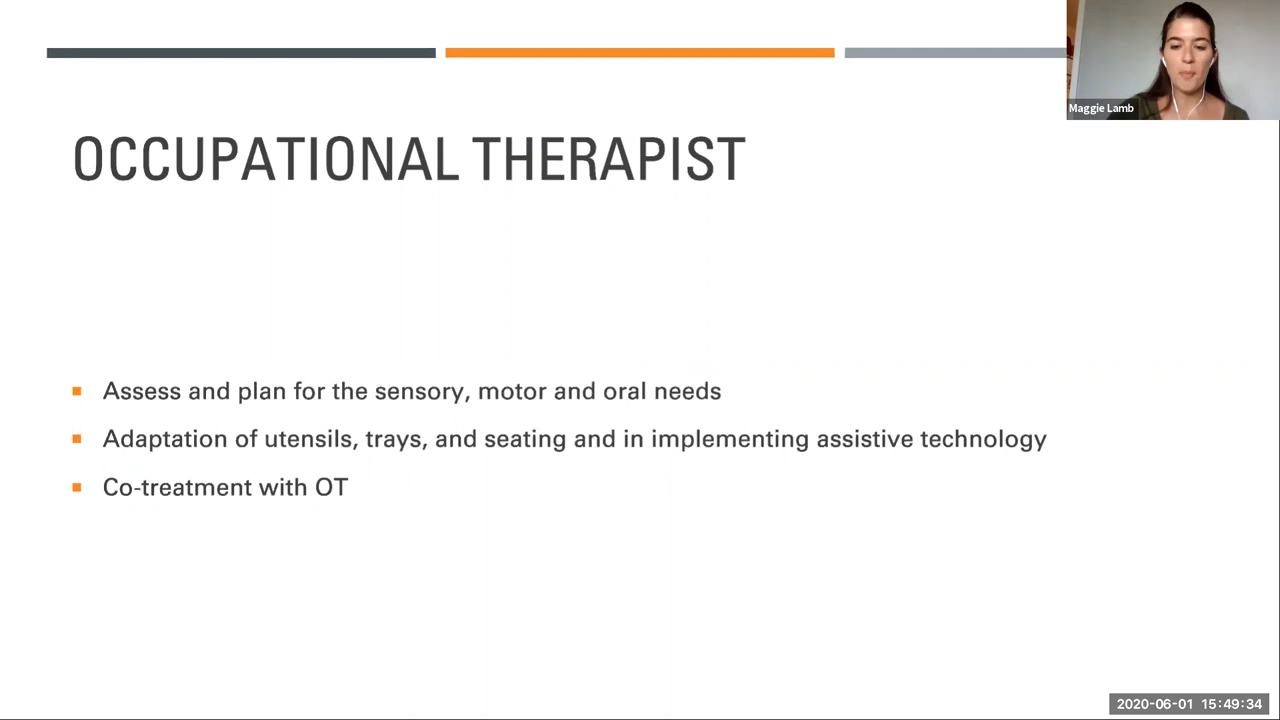 Maggie Lamb
OCCUPATIONAL THERAPIST
Assess and plan for the sensory, motor and oral needs
Adaptation of utensils, trays, and seating and in implementing assistive technology
Co-treatment with OT
2020-06-01 15:49:34